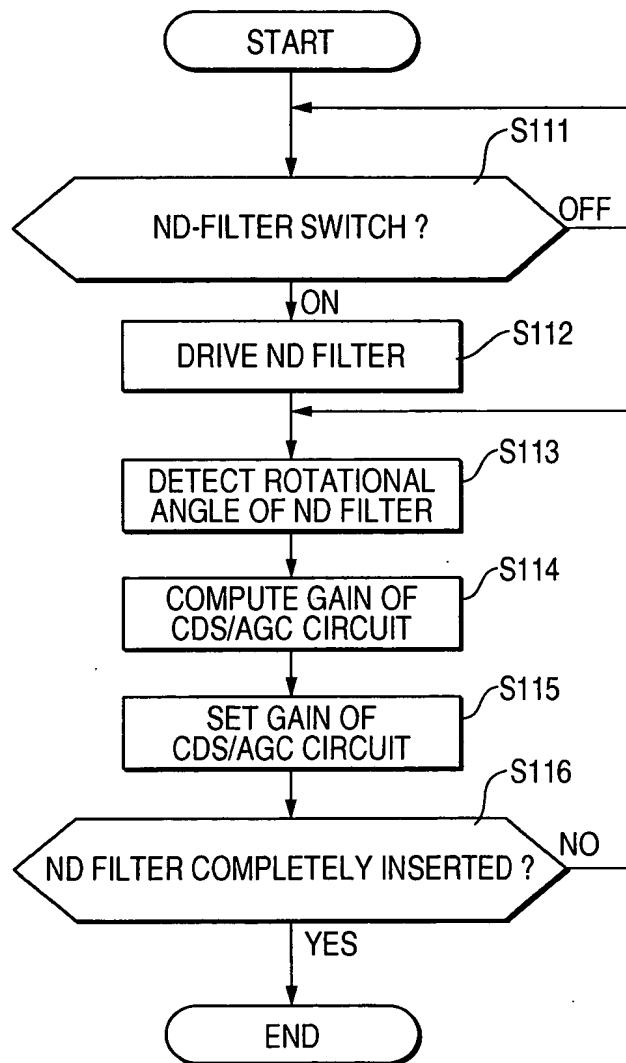 START
S111
ND-FILTER SWITCH ?
OFF
ON
S112
DRIVE ND FILTER
S113
DETECT ROTATIONAL
ANGLE OF ND FILTER
S114
COMPUTE GAIN OF
CDS/AGC CIRCUIT
S115
SET GAIN OF
CDS/AGC CIRCUIT
S116
ND FILTER COMPLETELY INSERTED ?
NO
YES
END